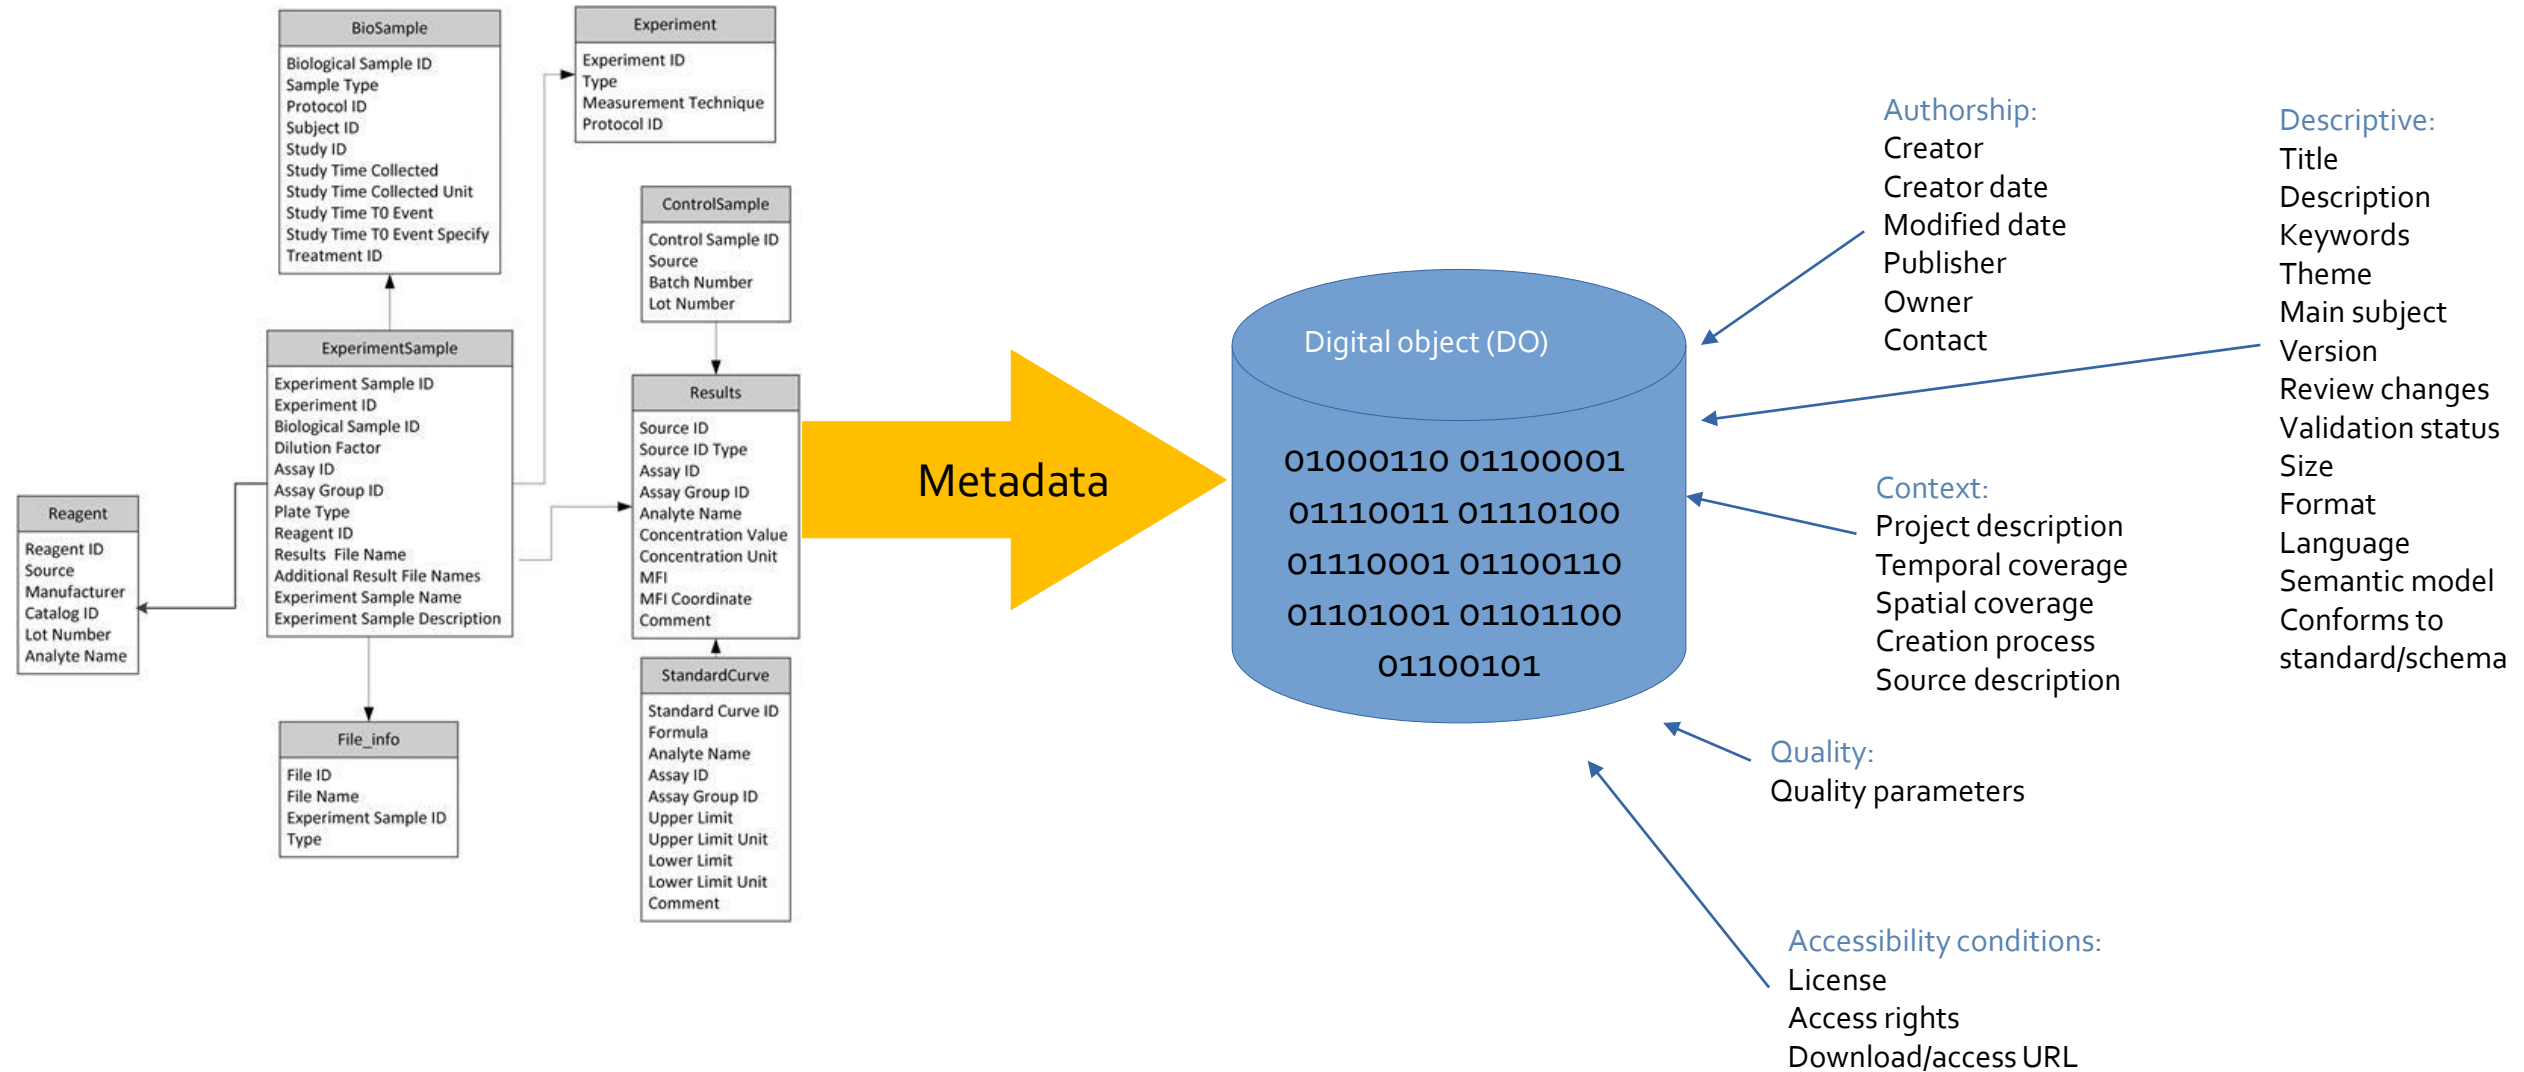 BioSample
Biological Sample ID
Sample Type
Protocol ID
Subject ID
Study ID
Study Time Collected
Study Time Collected Unit
Study Time T0 Event
Study Time T0 Event Specify
Treatment ID
Experiment
Experiment ID
Type
Measurement Technique
Protocol ID
ControlSample
Control Sample ID
Source
Batch Number
Lot Number
ExperimentSample
Experiment Sample ID
Experiment ID
Biological Sample ID
Dilution Factor
Assay ID
Assay Group ID
Plate Type
Reagent ID
Results File Name
Additional Result File Names
Experiment Sample Name
Experiment Sample Description
Results
Source ID
Source ID Type
Assay ID
Assay Group ID
Analyte Name
Concentration Value
Concentration Unit
MFI
MFI Coordinate
Comment
Reagent
Reagent ID
Source
Manufacturer
Catalog ID
Lot Number
Analyte Name
File_info
File ID
File Name
Experiment Sample ID
Type
StandardCurve
Standard Curve ID
Formula
Analyte Name
Assay ID
Assay Group ID
Upper Limit
Upper Limit Unit
Lower Limit
Lower Limit Unit
Comment
Metadata
Digital object (DO)
01000110 01100001
01110011 01110100
01110001 01100110
01101001 01101100
01100101
Authorship:
Creator
Creator date
Modified date
Publisher
Owner
Contact
Descriptive:
Title
Description
Keywords
Theme
Main subject
Version
Review changes
Validation status
Size
Format
Language
Semantic model
Conforms to
standard/schema
Context:
Project description
Temporal coverage
Spatial coverage
Creation process
Source description
Quality:
Quality parameters
Accessibility conditions:
License
Access rights
Download/access URL